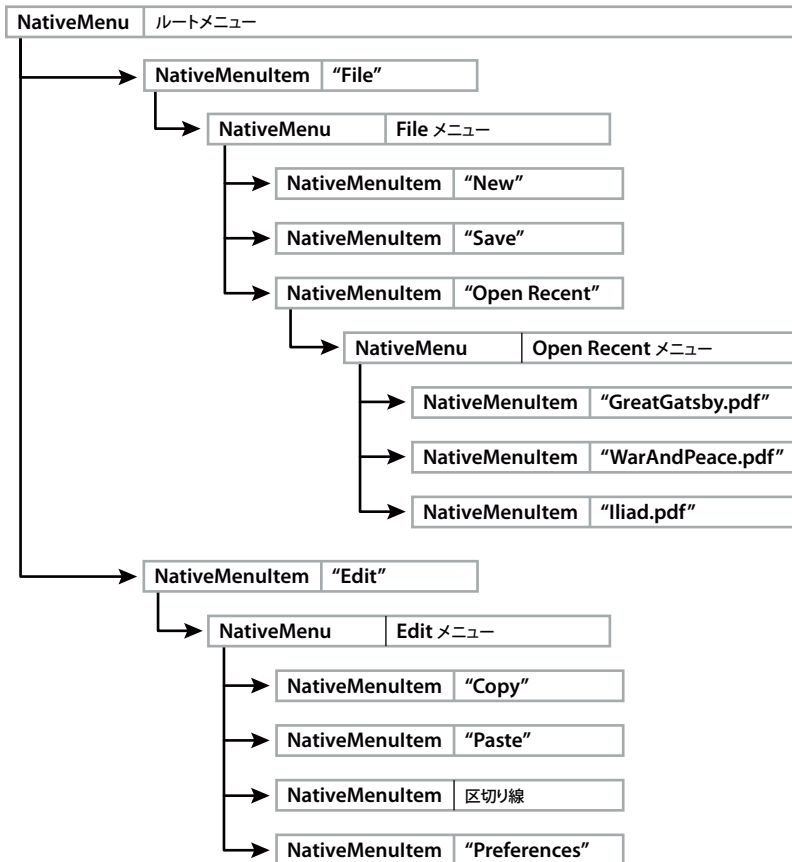 NativeMenu ルートメニュー
NativeMenuItem “File”
NativeMenu File メニュー
NativeMenuItem “New”
NativeMenuItem “Save”
NativeMenuItem “Open Recent”
NativeMenu Open Recent メニュー
NativeMenuItem “GreatGatsby.pdf”
NativeMenuItem “WarAndPeace.pdf”
NativeMenuItem “Iliad.pdf”
NativeMenuItem “Edit”
NativeMenu Edit メニュー
NativeMenuItem “Copy”
NativeMenuItem “Paste”
NativeMenuItem 区切り線
NativeMenuItem “Preferences”